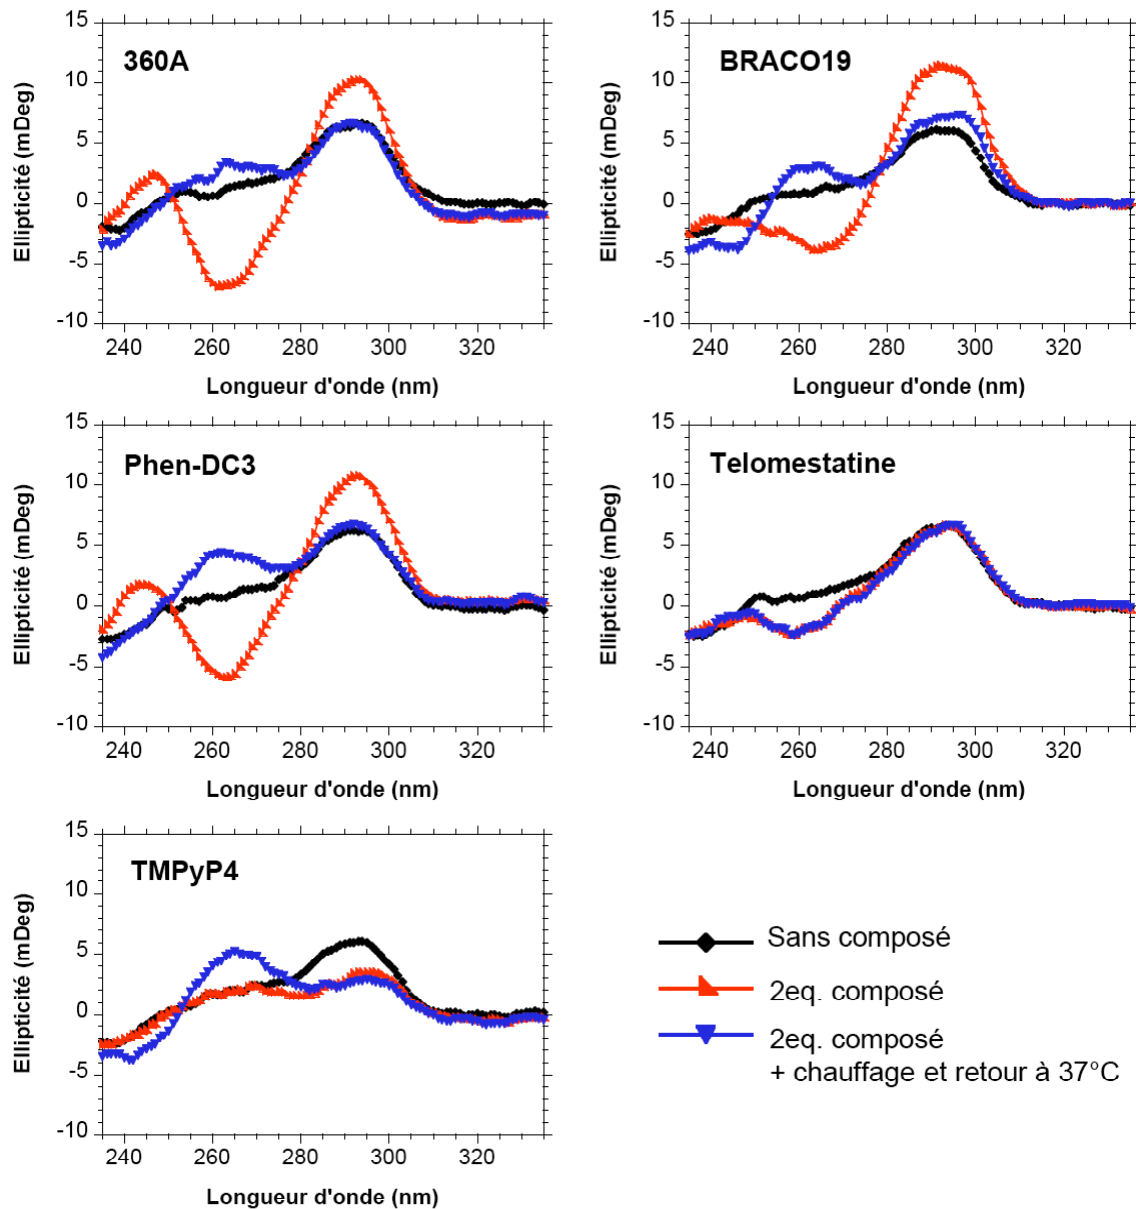 360A
Ellipticité (mDeg)
15
10
5
0
-5
-10
240
260
280
300
320
Longueur d'onde (nm)
BRACO19
Ellipticité (mDeg)
15
10
5
0
-5
-10
240
260
280
300
320
Longueur d'onde (nm)
Phen-DC3
Ellipticité (mDeg)
15
10
5
0
-5
-10
240
260
280
300
320
Longueur d'onde (nm)
Telomestatine
Ellipticité (mDeg)
15
10
5
0
-5
-10
240
260
280
300
320
Longueur d'onde (nm)
TMPyP4
Ellipticité (mDeg)
15
10
5
0
-5
-10
240
260
280
300
320
Longueur d'onde (nm)
Sans composé
2eq. composé
2eq. composé
+ chauffage et retour à 37°C